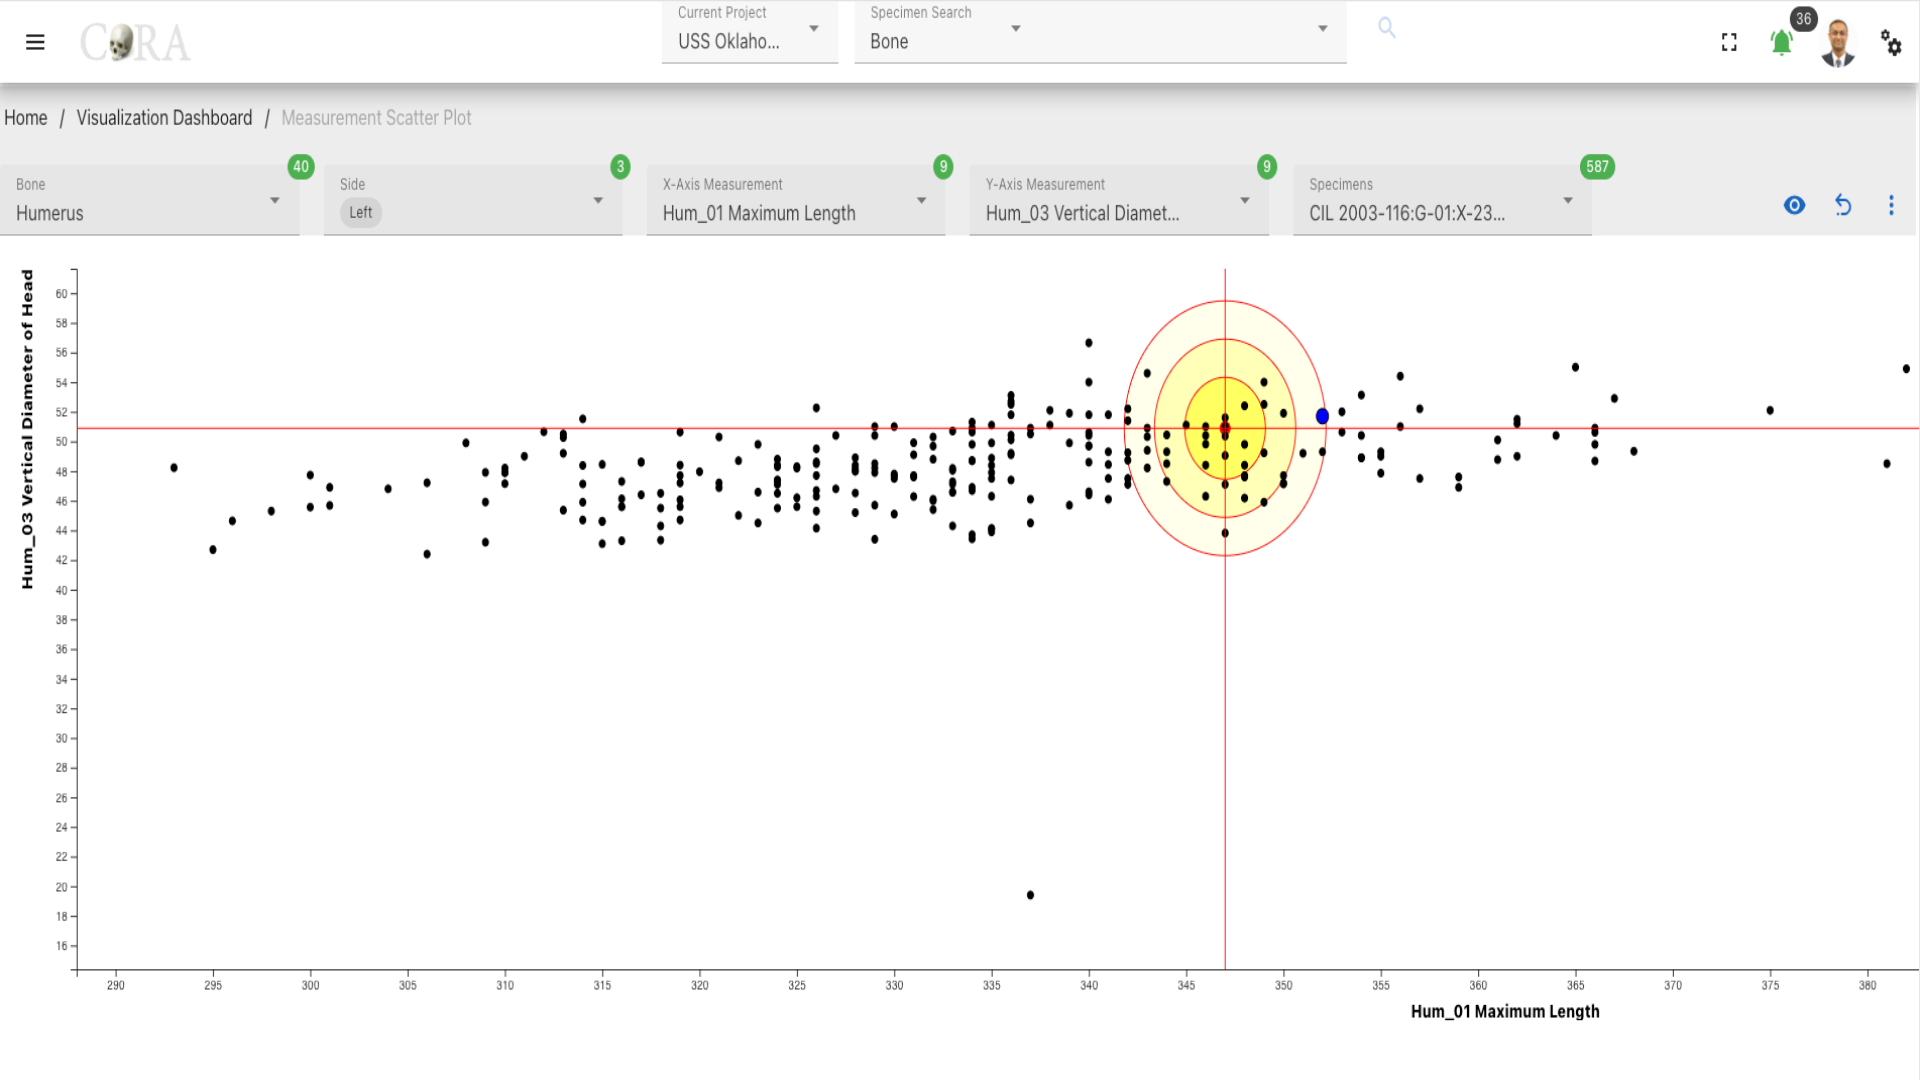 CORA
Current Project
USS Oklaho...
Specimen Search
Bone
36
Home / Visualization Dashboard / Measurement Scatter Plot
Bone
Humerus
40
Side
Left
3
X-Axis Measurement
Hum_01 Maximum Length
9
Y-Axis Measurement
Hum_03 Vertical Diamet...
9
Specimens
CIL 2003-116:G-01:X-23...
587
Hum_03 Vertical Diameter of Head
60
58
56
54
52
50
48
46
44
42
40
38
36
34
32
30
28
26
24
22
20
18
16
290 295 300 305 310 315 320 325 330 335 340 345 350 355 360 365 370 375 380
Hum_01 Maximum Length